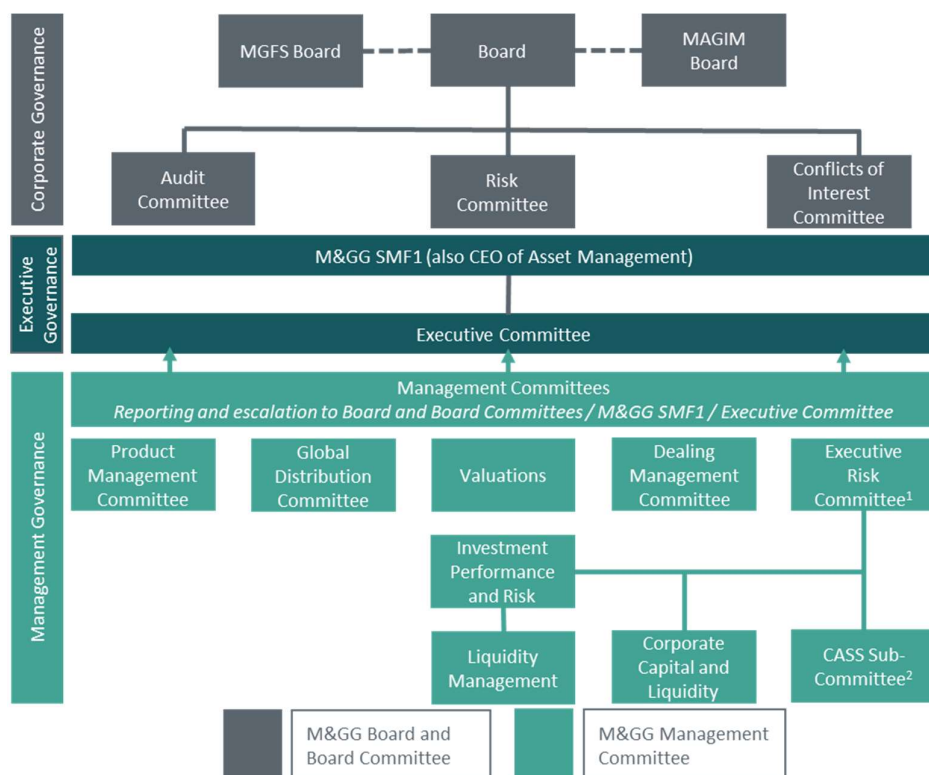 Corporate Governance
MGFS Board
Board
MAGIM
Board
Audit
Committee
Risk
Committee
Conflicts of
Interest
Committee
Executive
Governance
M&GG SMF1 (also CEO of Asset Management)
Executive Committee
Management Governance
Management Committees
Reporting and escalation to Board and Board Committees / M&GG SMF1 / Executive Committee
Product
Management
Committee
Global
Distribution
Committee
Valuations
Dealing
Management
Committee
Executive
Risk
Committee¹
Investment
Performance
and Risk
Liquidity
Management
Corporate
Capital and
Liquidity
CASS Sub-
Committee²
M&GG Board and
Board Committee
M&GG Management
Committee